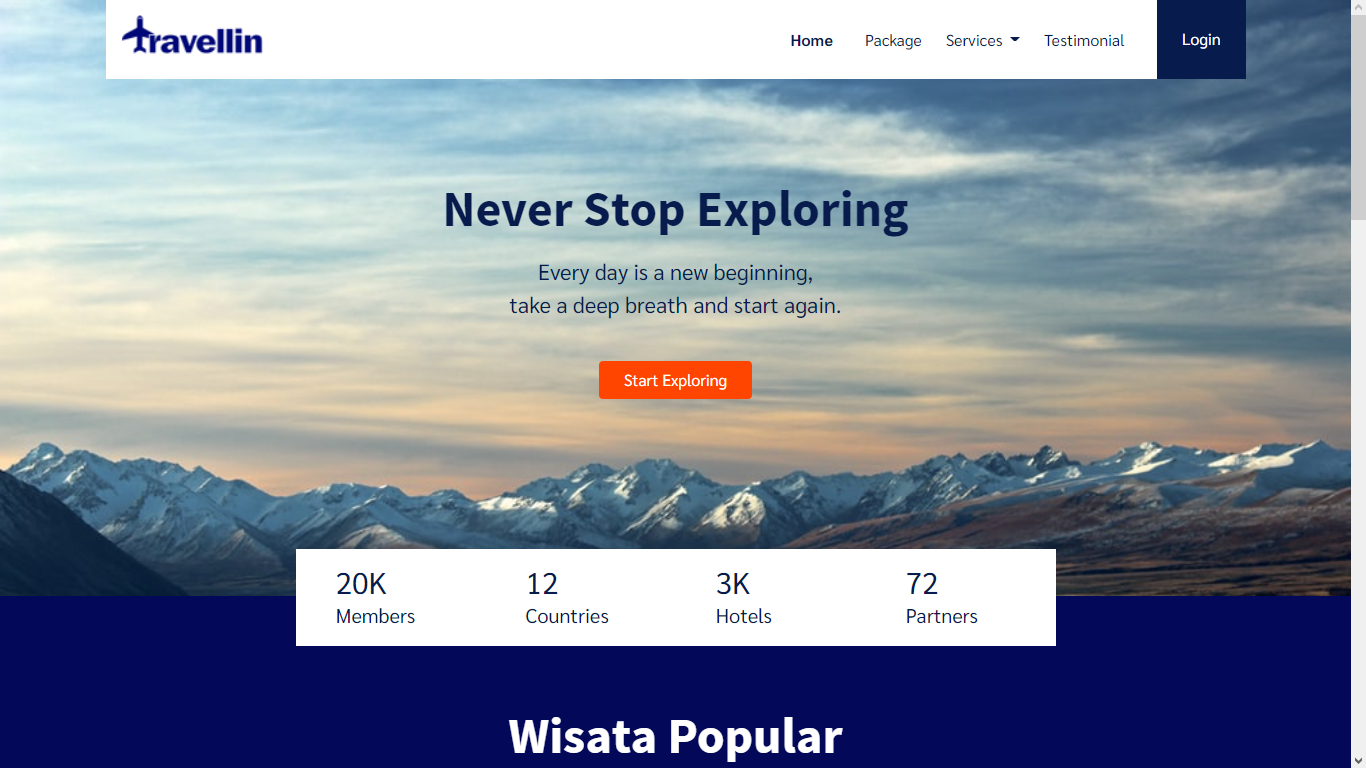 Travellin
Home
Package
Services
Testimonial
Login
Never Stop Exploring
Every day is a new beginning,
take a deep breath and start again.
Start Exploring
20K
Members
12
Countries
3K
Hotels
72
Partners
Wisata Popular